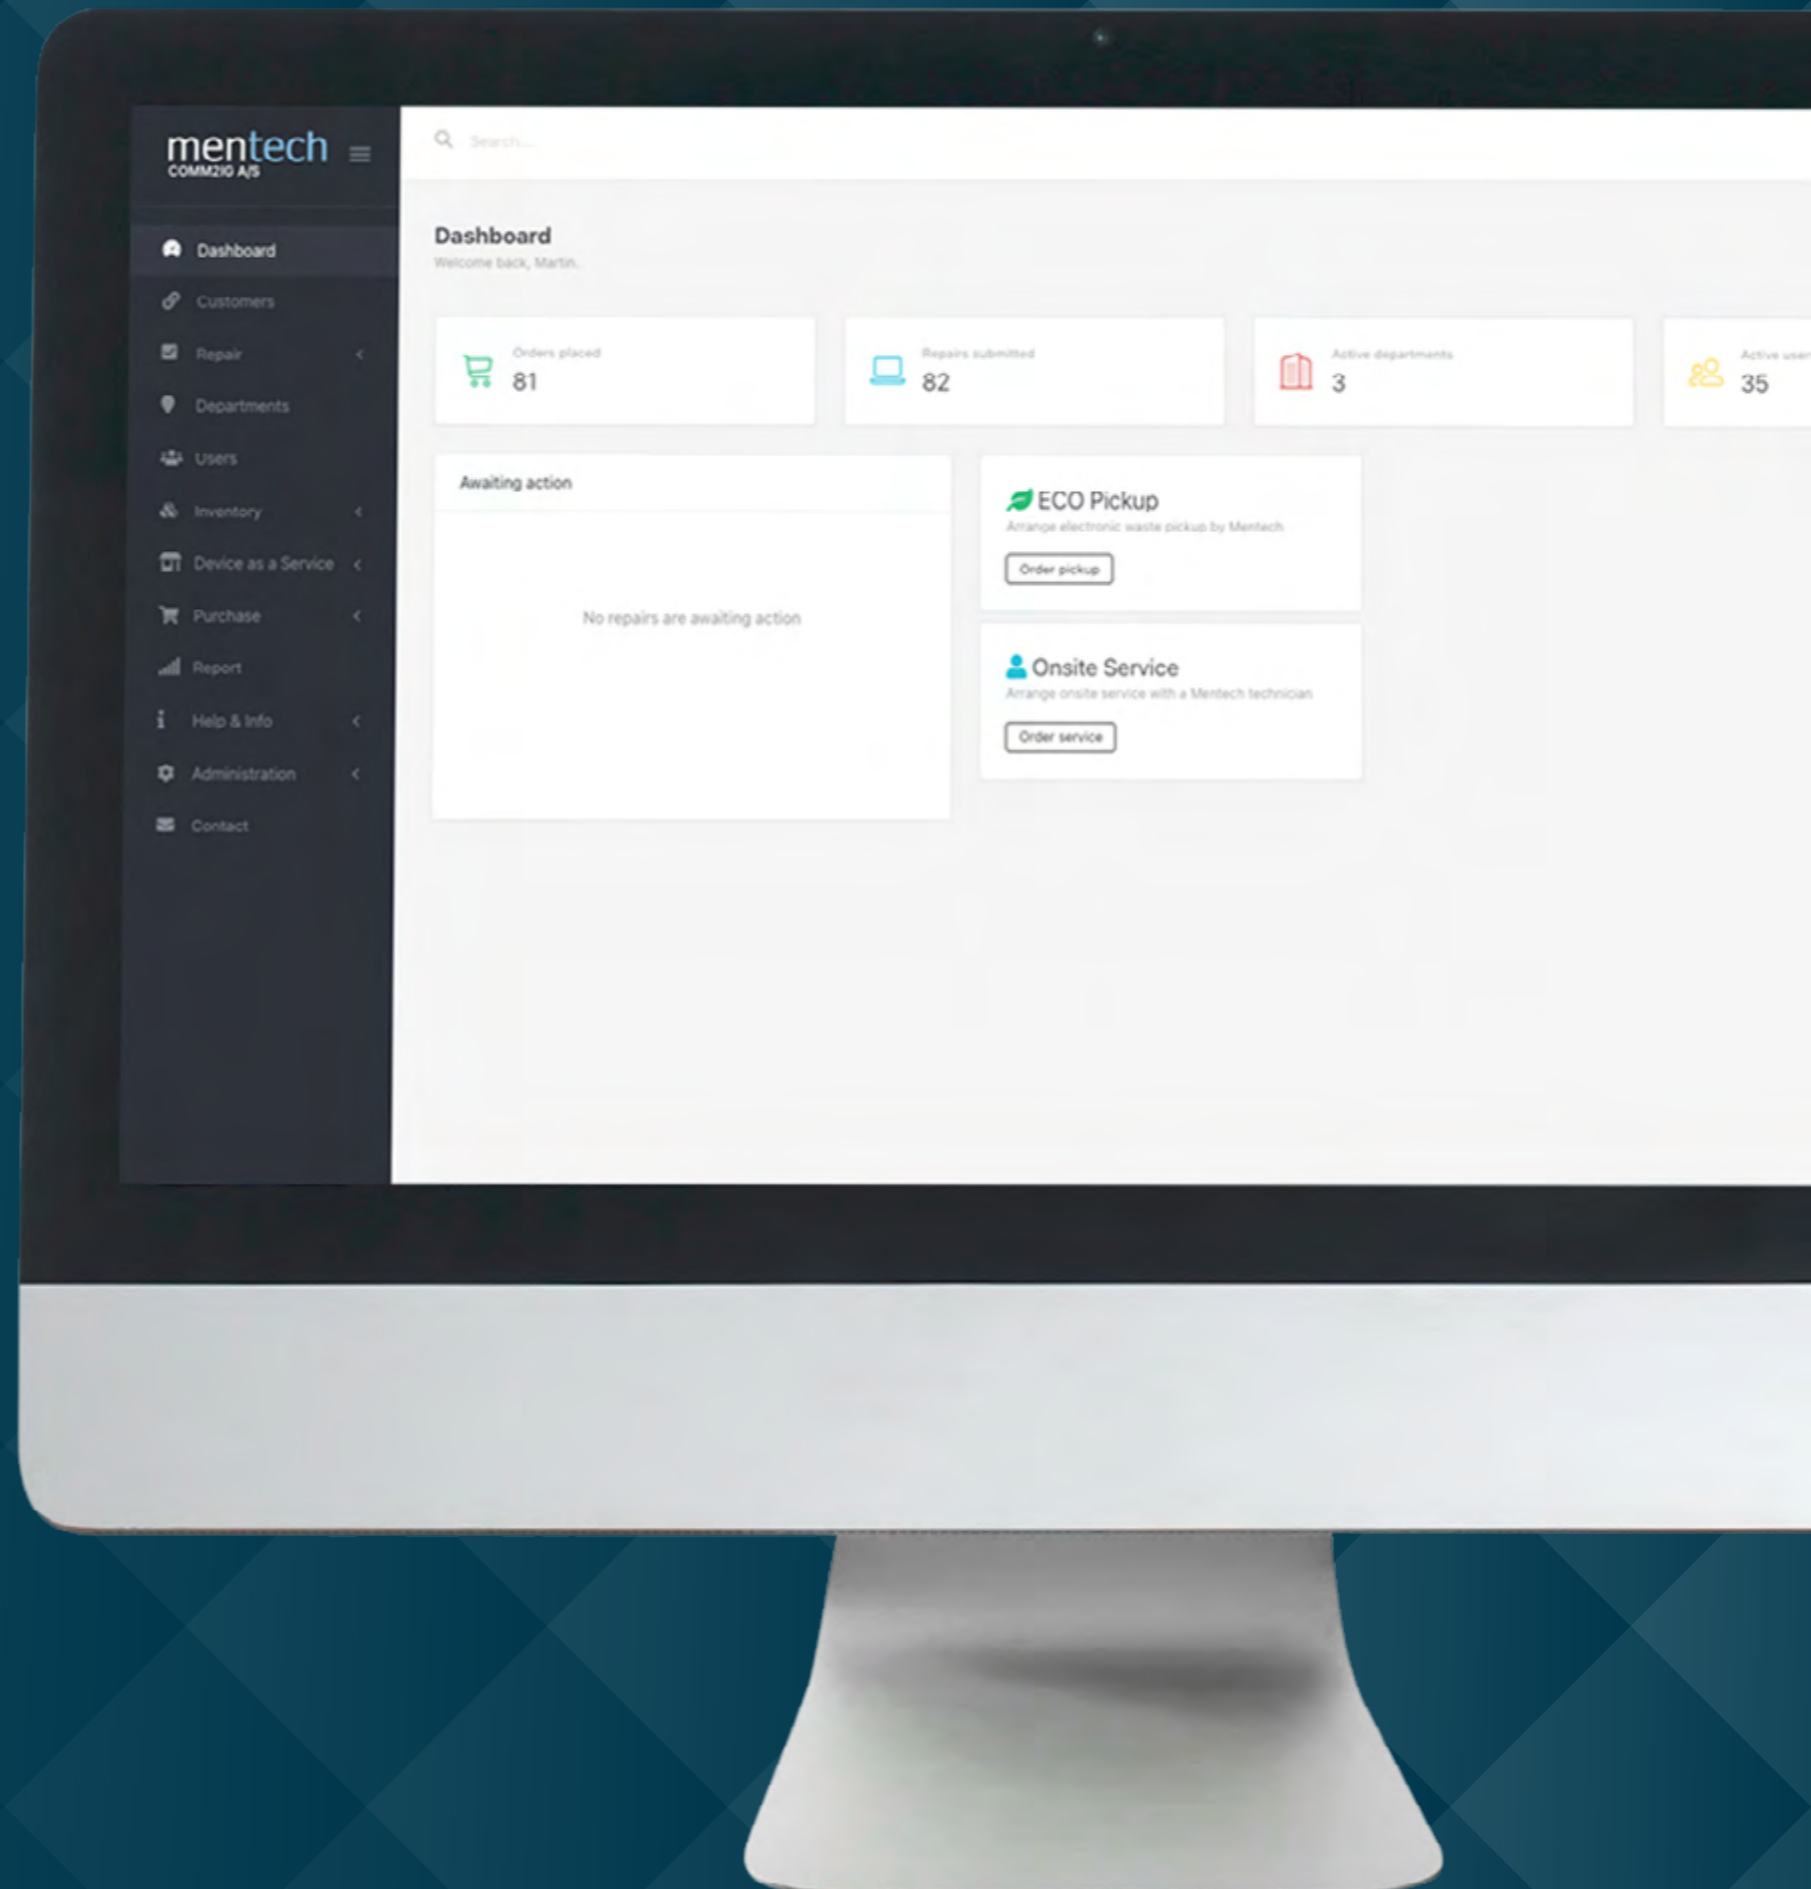 mentech
COMM2IG A/S
Search...
Dashboard
Customers
Repair
Departments
Users
Inventory
Device as a Service
Purchase
Report
Help & Info
Administration
Contact
Dashboard
Welcome back, Martin.
Orders placed
81
Repairs submitted
82
Active departments
3
Active user
35
Awaiting action
No repairs are awaiting action
ECO Pickup
Arrange electronic waste pickup by Mentech
Order pickup
Onsite Service
Arrange onsite service with a Mentech technician
Order service